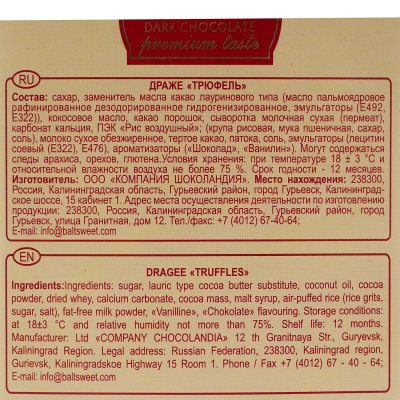 DARK CHOCOLATE
premium taste
RU
ДРАЖЕ «ТРЮФЕЛЬ»
Состав: сахар, заменитель масла какао лауринового типа (масло пальмоядровое
рафинированное дезодорированное гидрогенизированное, эмульгаторы (Е492,
Е322)), кокосовое масло, какао порошок, сыворотка молочная сухая (пермеат),
карбонат кальция, ПЭК «Рис воздушный»; (крупа рисовая, мука пшеничная, сахар,
соль), молоко сухое обезжиренное, тертое какао, патока, соль, эмульгаторы (лецитин
соевый (Е322), Е476), ароматизаторы («Шоколад», «Ванилин»). Могут содержаться
следы арахиса, орехов, глютена.Условия хранения: при температуре 18 ± 3 °С и
относительной влажности воздуха не более 75 %. Срок годности - 12 месяцев.
Изготовитель: ООО «КОМПАНИЯ ШОКОЛАНДИЯ». Место нахождения: 238300,
Россия, Калининградская область, Гурьевский район, город Гурьевск, Калининград-
ское шоссе, 15 кабинет 1. Адрес места осуществления деятельности по изготовлению
продукции: 238300, Россия, Калининградская область, Гурьевский район, город
Гурьевск, улица Гранитная, дом 12. Тел./факс: +7 (4012) 67-40-64;
E-mail: info@baltsweet.com
EN
DRAGEE «TRUFFLES»
Ingredients:Ingredients: sugar, lauric type cocoa butter substitute, coconut oil, cocoa
powder, dried whey, calcium carbonate, cocoa mass, malt syrup, air-puffed rice (rice grits,
sugar, salt), fat-free milk powder, «Vanilline», «Chokolate» flavouring. Storage conditions:
at 18±3 °C and relative humidity not more than 75%. Shelf life: 12 months.
Manufacturer: Ltd «COMPANY CHOCOLANDIA» 12 th Granitnaya Str., Guryevsk,
Kaliningrad Region. Legal address: Russian Federation, 238300, Kaliningrad region,
Gurievsk, Kaliningradskoe Highway 15 Room 1. Phone / Fax +7 (4012) 67 - 40 - 64;
E-mail: info@baltsweet.com